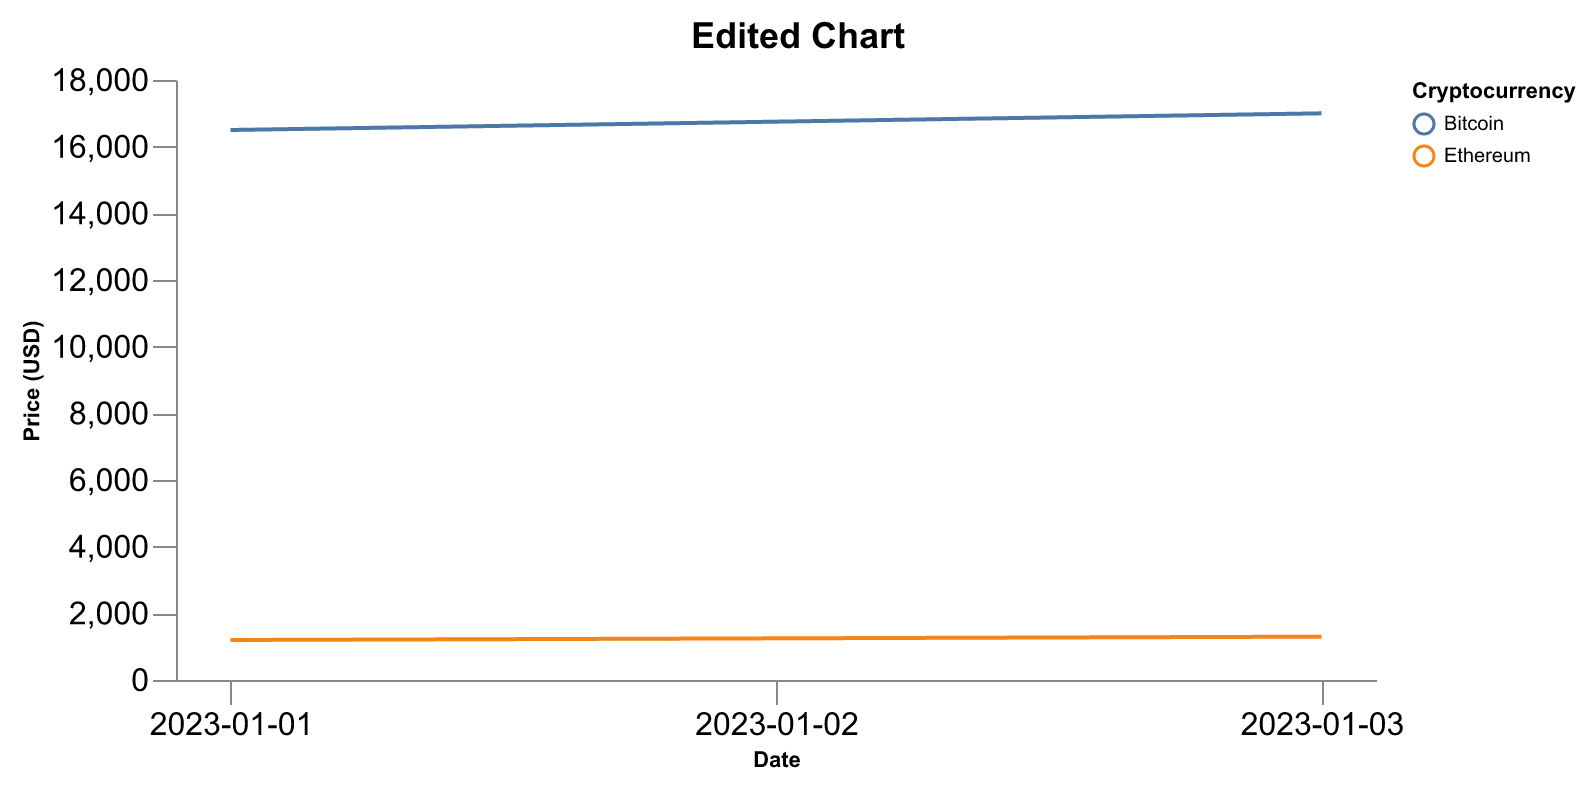 Edited Chart
18,000
16,000
14,000
12,000
10,000
8,000
6,000
4,000
2,000
0
Price (USD)
2023-01-01
2023-01-02
2023-01-03
Date
Cryptocurrency
Bitcoin
Ethereum